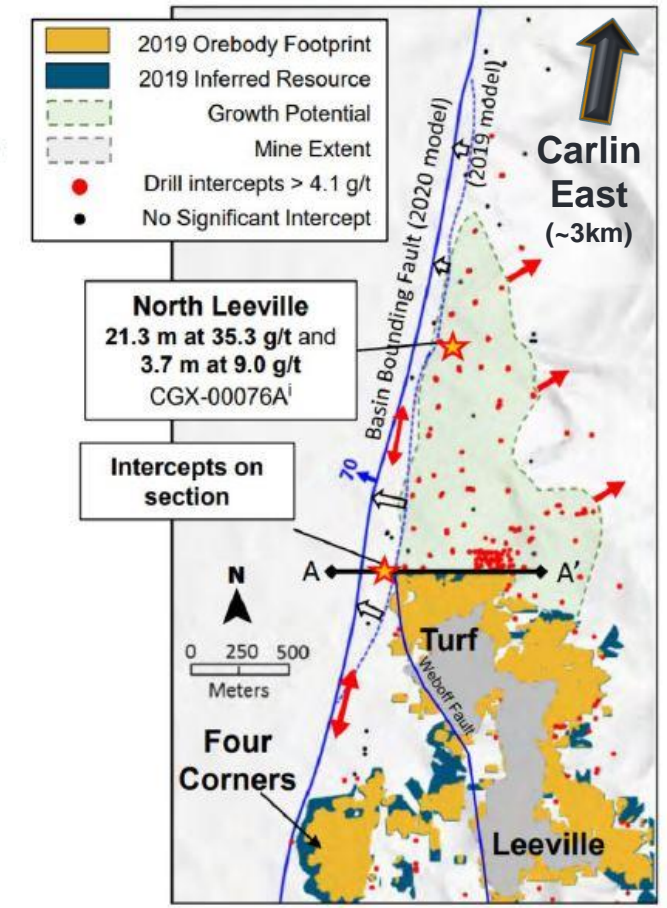 2019 Orebody Footprint
2019 Inferred Resource
Growth Potential
Mine Extent
Drill intercepts > 4.1 g/t
No Significant Intercept
Carlin
East
(~3km)
(2019 model)
Basin Bounding Fault (2020 model)
North Leeville
21.3 m at 35.3 g/t and
3.7 m at 9.0 g/t
CGX-00076Aⁱ
70
Intercepts on
section
A
A'
N
0 250 500
Meters
Turf
Weboff Fault
Four
Corners
Leeville